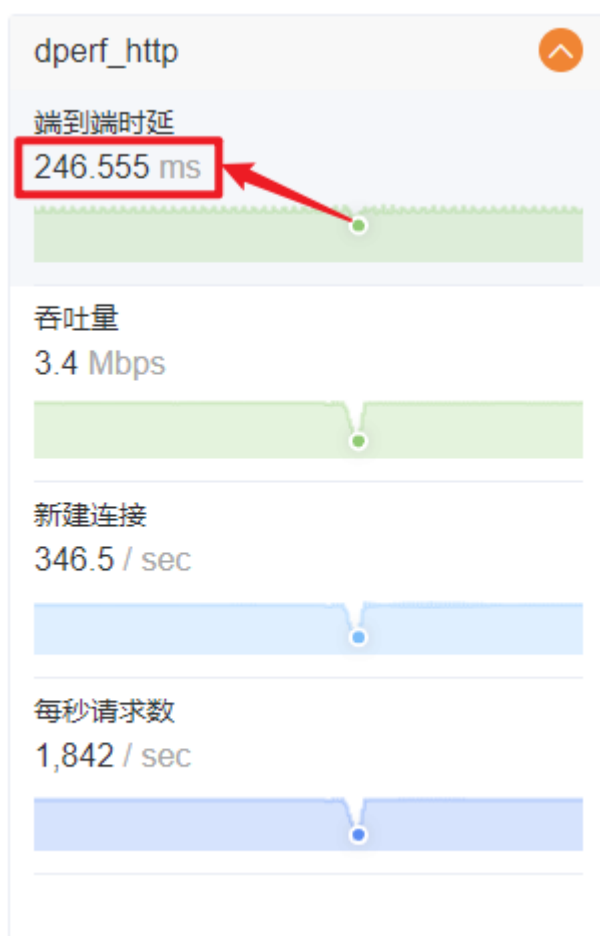 dperf_http
端到端时延
246.555 ms
吞吐量
3.4 Mbps
新建连接
346.5 / sec
每秒请求数
1,842 / sec